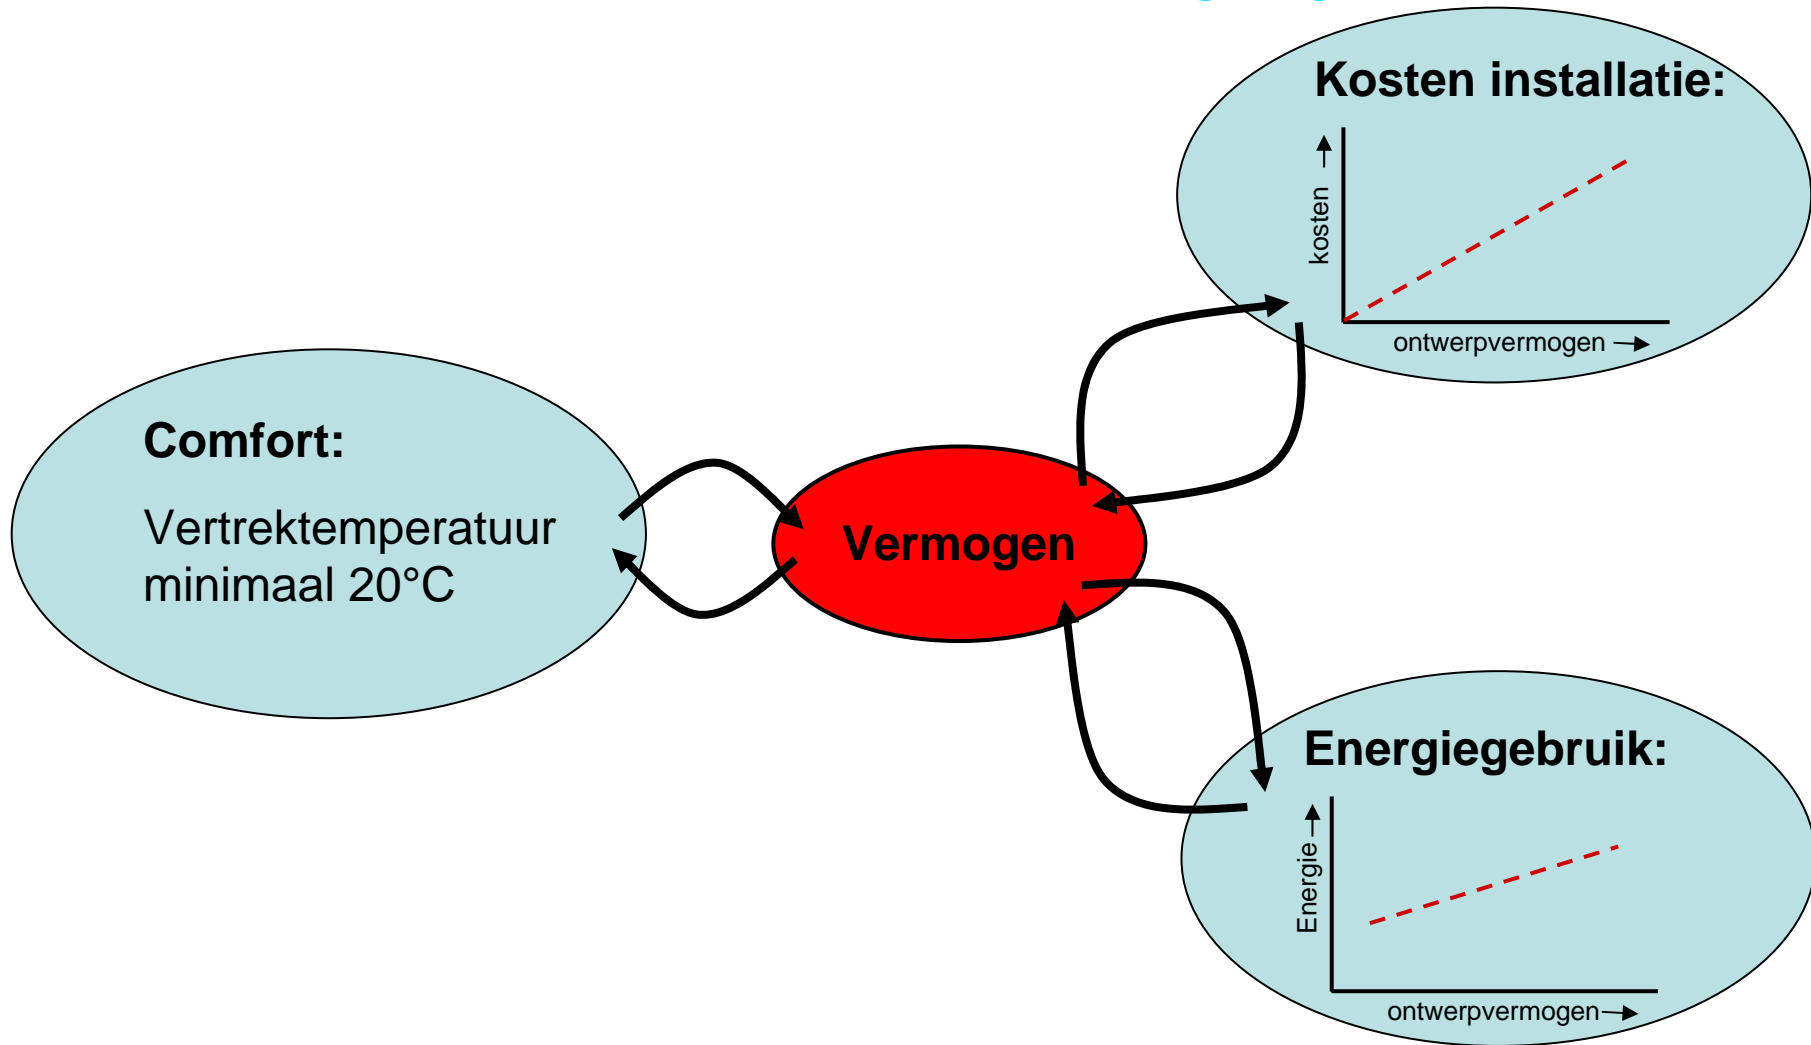 Kosten installatie:
kosten
ontwerpvermogen
Comfort:
Vertrektemperatuur
minimaal 20°C
Vermogen
Energiegebruik:
Energie
ontwerpvermogen